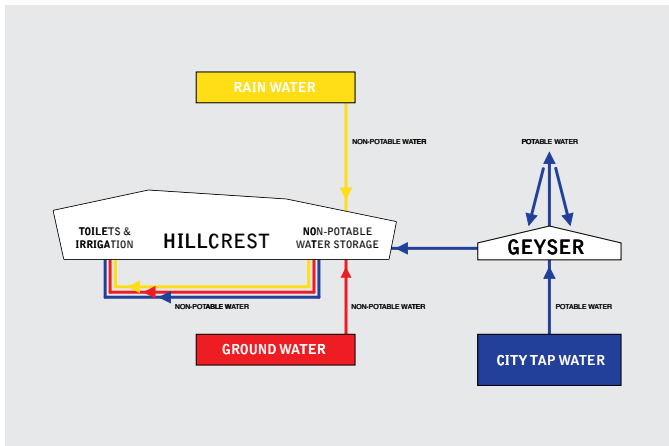 RAIN WATER
NON-POTABLE WATER
POTABLE WATER
TOILETS &
IRRIGATION
HILLCREST
NON-POTABLE
WATER STORAGE
GEYSER
NON-POTABLE WATER
NON-POTABLE WATER
POTABLE WATER
GROUND WATER
CITY TAP WATER